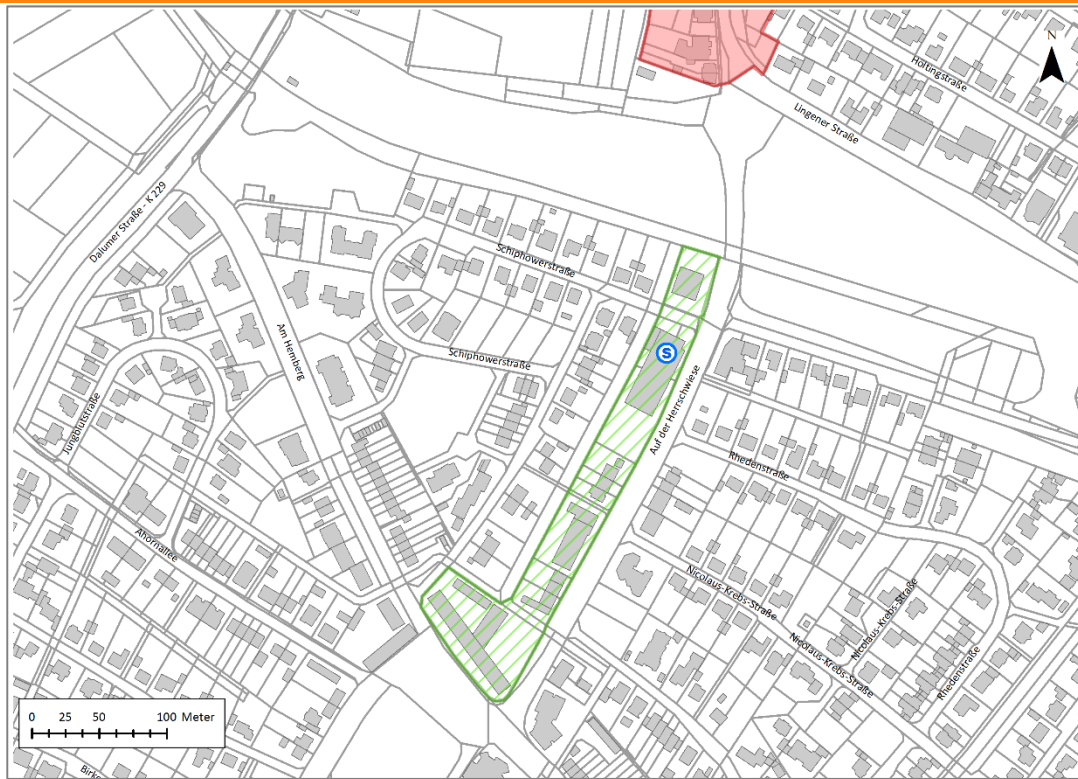 N
Holtingstraße
Lingener Straße
Dalumer Straße - K 229
Schiphowerstraße
Am Hemberg
Schiphowerstraße
S
Auf der Herrschwiese
Jungblutstraße
Rhedenstraße
Ahornallee
Nicolaus-Krebs-Straße
Nicolaus-Krebs-Straße
Nicolaus-Krebs-Straße
Rhedenstraße
0 25 50 100 Meter